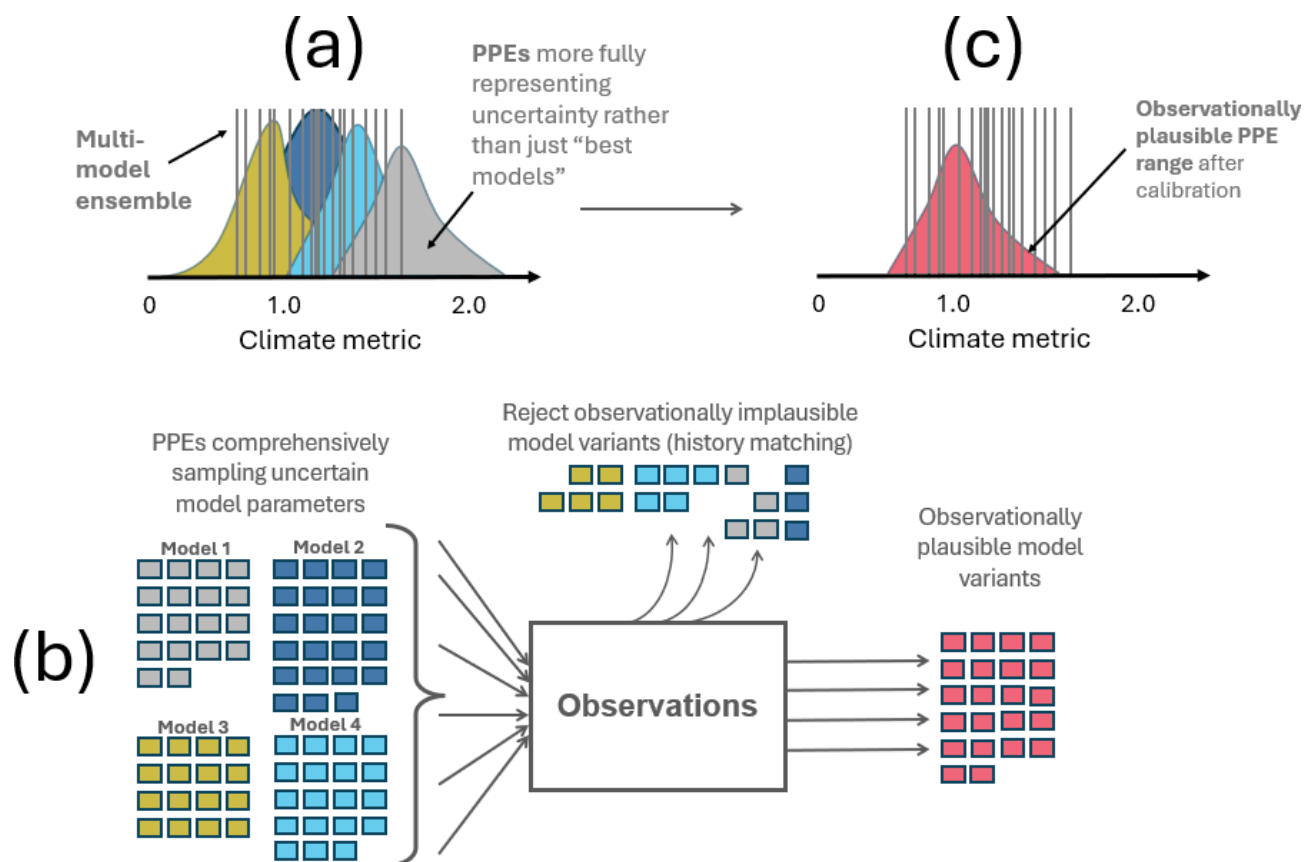 (a)
PPEs more fully
representing
uncertainty rather
than just “best
models”
Multi-
model
ensemble
0
1.0
2.0
Climate metric
(c)
Observationally
plausible PPE
range after
calibration
0
1.0
2.0
Climate metric
(b)
PPEs comprehensively
sampling uncertain
model parameters
Model 1
Model 2
Model 3
Model 4
Reject observationally implausible
model variants (history matching)
Observations
Observationally
plausible model
variants